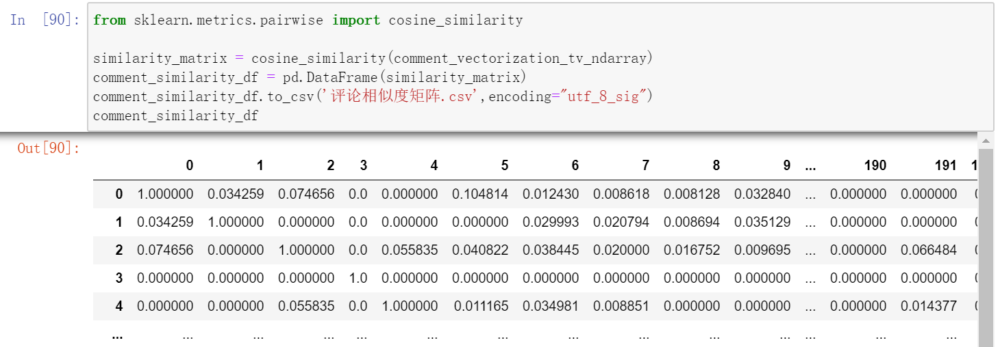 In [90]: from sklearn.metrics.pairwise import cosine_similarity
similarity_matrix = cosine_similarity(comment_vectorization_tv_ndarray)
comment_similarity_df = pd.DataFrame(similarity_matrix)
comment_similarity_df.to_csv('评论相似度矩阵.csv',encoding="utf_8_sig")
comment_similarity_df
Out[90]:
0 1 2 3 4 5 6 7 8 9 ... 190 191
0 1.000000 0.034259 0.074656 0.0 0.000000 0.104814 0.012430 0.008618 0.008128 0.032840 ... 0.000000 0.000000
1 0.034259 1.000000 0.000000 0.0 0.000000 0.000000 0.029993 0.020794 0.008694 0.035129 ... 0.000000 0.000000
2 0.074656 0.000000 1.000000 0.0 0.055835 0.040822 0.038445 0.020000 0.016752 0.009695 ... 0.000000 0.066484
3 0.000000 0.000000 0.000000 1.0 0.000000 0.000000 0.000000 0.000000 0.000000 0.000000 ... 0.000000 0.000000
4 0.000000 0.000000 0.055835 0.0 1.000000 0.011165 0.034981 0.008851 0.000000 0.000000 ... 0.000000 0.014377
... ... ... ... ... ... ... ... ... ... ... ... ... ...